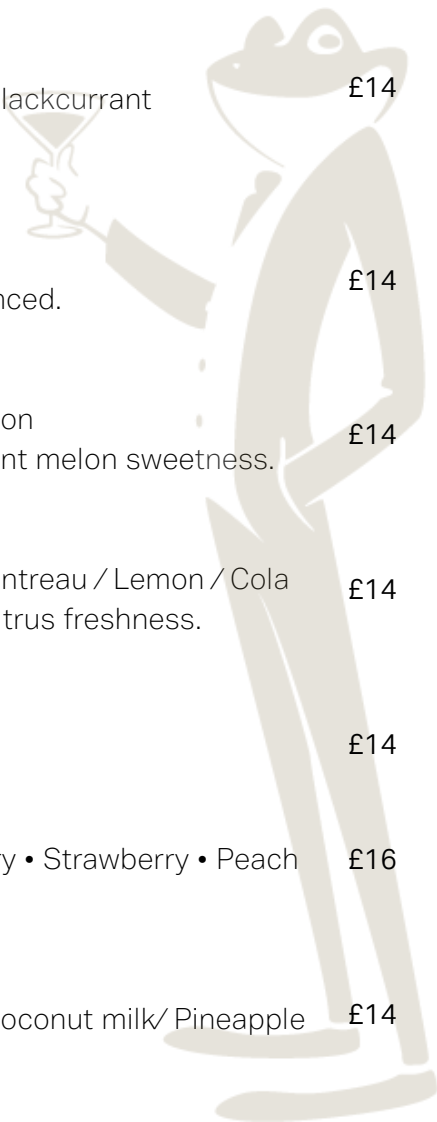 lackcurrant £14
£14
nced.
on
£14
nt melon sweetness.
ntreau / Lemon / Cola
£14
trus freshness.
£14
ry • Strawberry • Peach £16
oconut milk/ Pineapple £14